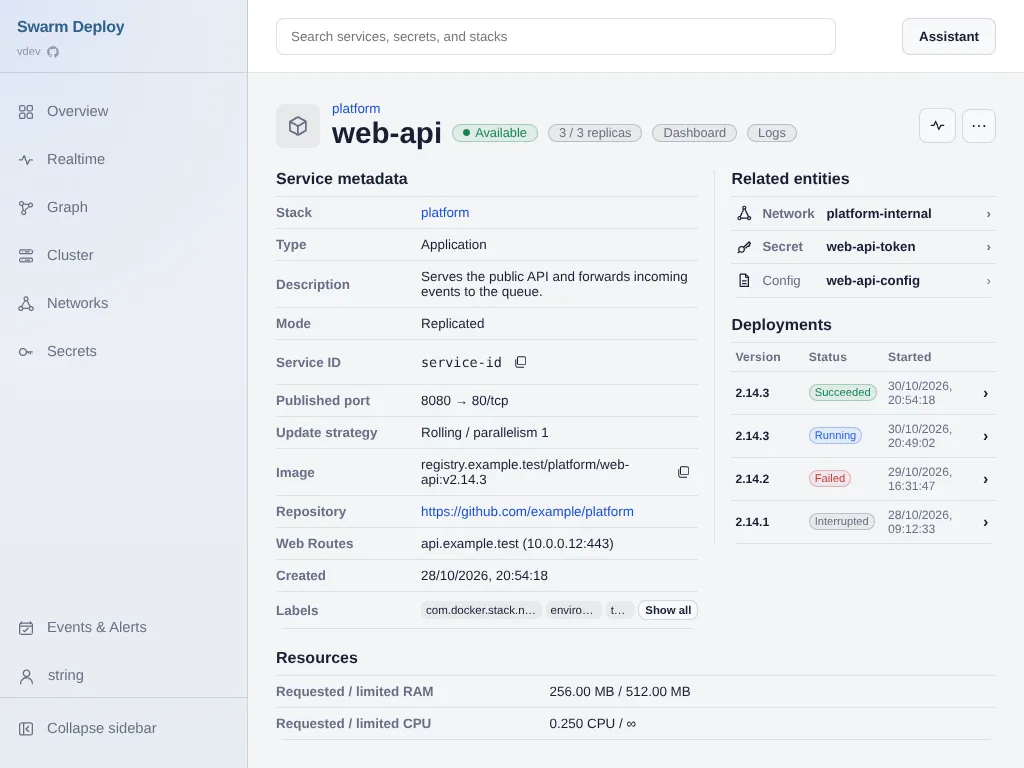 Swarm Deploy
vdev
Search services, secrets, and stacks
Assistant
Overview
Realtime
Graph
Cluster
Networks
Secrets
Events & Alerts
string
Collapse sidebar
platform
web-api
Available
3 / 3 replicas
Dashboard
Logs
Service metadata
Stack platform
Type Application
Description Serves the public API and forwards incoming
events to the queue.
Mode Replicated
Service ID service-id
Published port 8080 → 80/tcp
Update strategy Rolling / parallelism 1
Image registry.example.test/platform/web-
api:v2.14.3
Repository https://github.com/example/platform
Web Routes api.example.test (10.0.0.12:443)
Created 28/10/2026, 20:54:18
Labels com.docker.stack.n… enviro… t… Show all
Related entities
Network platform-internal ›
Secret web-api-token ›
Config web-api-config ›
Deployments
Version Status Started
2.14.3 Succeeded 30/10/2026,
20:54:18 ›
2.14.3 Running 30/10/2026,
20:49:02 ›
2.14.2 Failed 29/10/2026,
16:31:47 ›
2.14.1 Interrupted 28/10/2026,
09:12:33 ›
Resources
Requested / limited RAM 256.00 MB / 512.00 MB
Requested / limited CPU 0.250 CPU / ∞